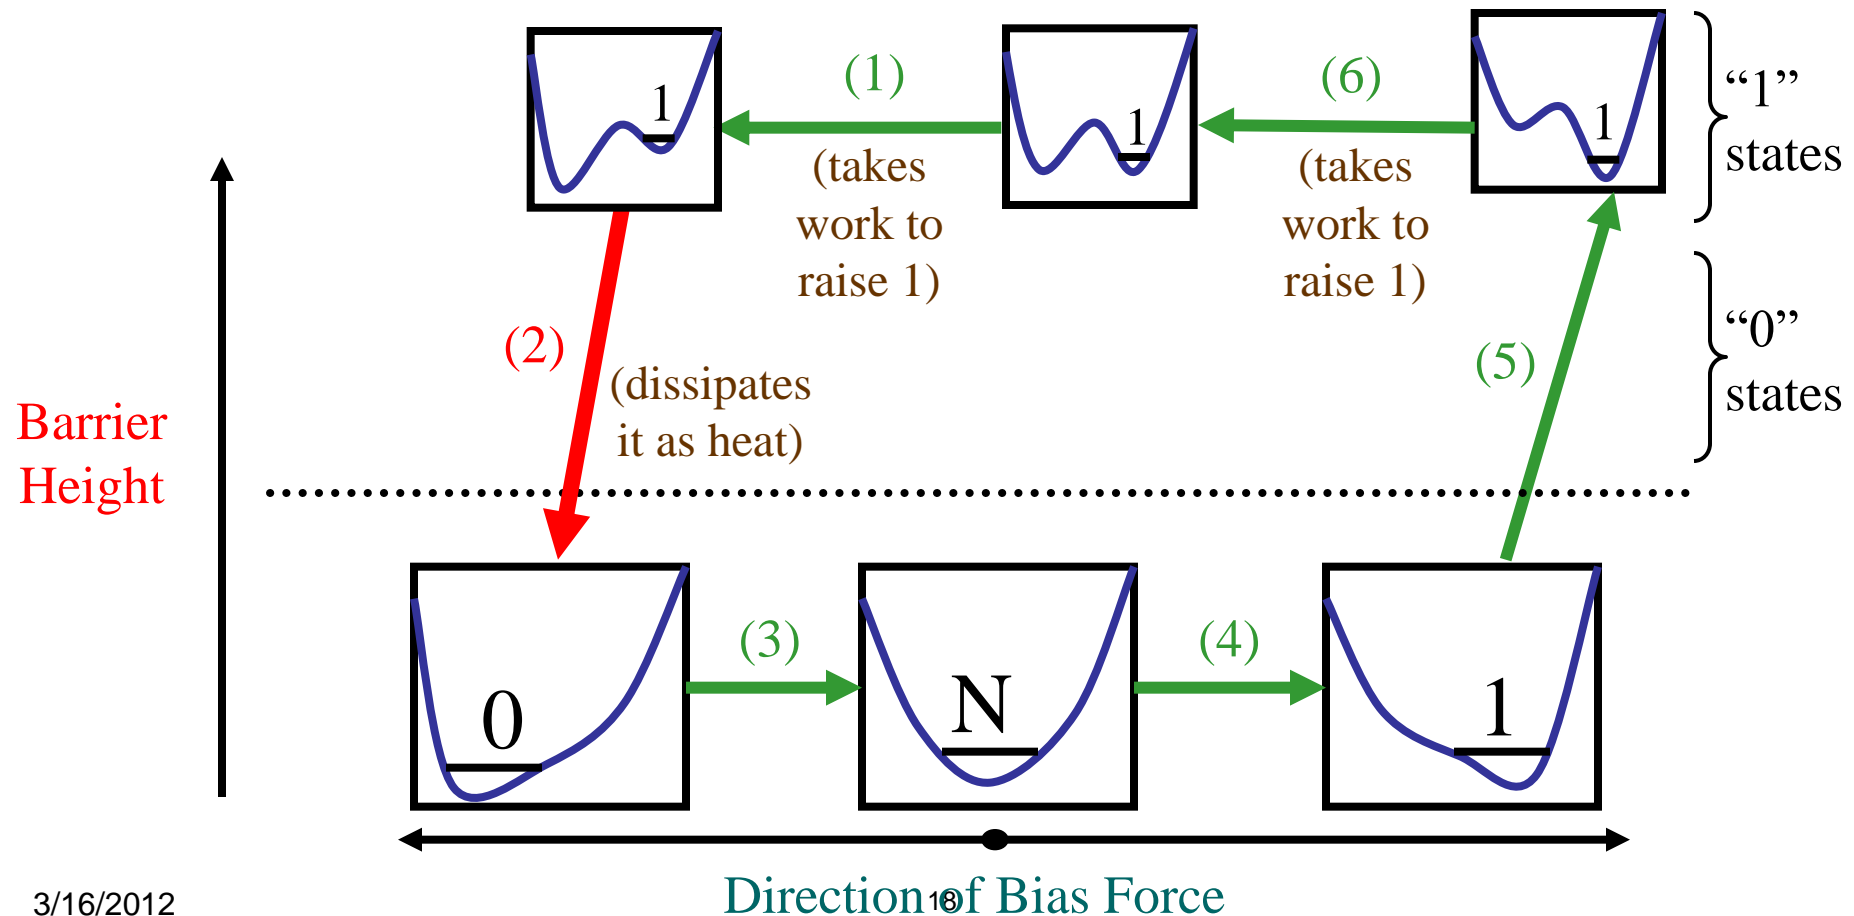 1
(1)
1
(6)
1
“1”
states
(takes
work to
raise 1)
(takes
work to
raise 1)
(2)
(dissipates
it as heat)
(5)
“0”
states
Barrier
Height
0
(3)
N
(4)
1
Direction of Bias Force
3/16/2012
18